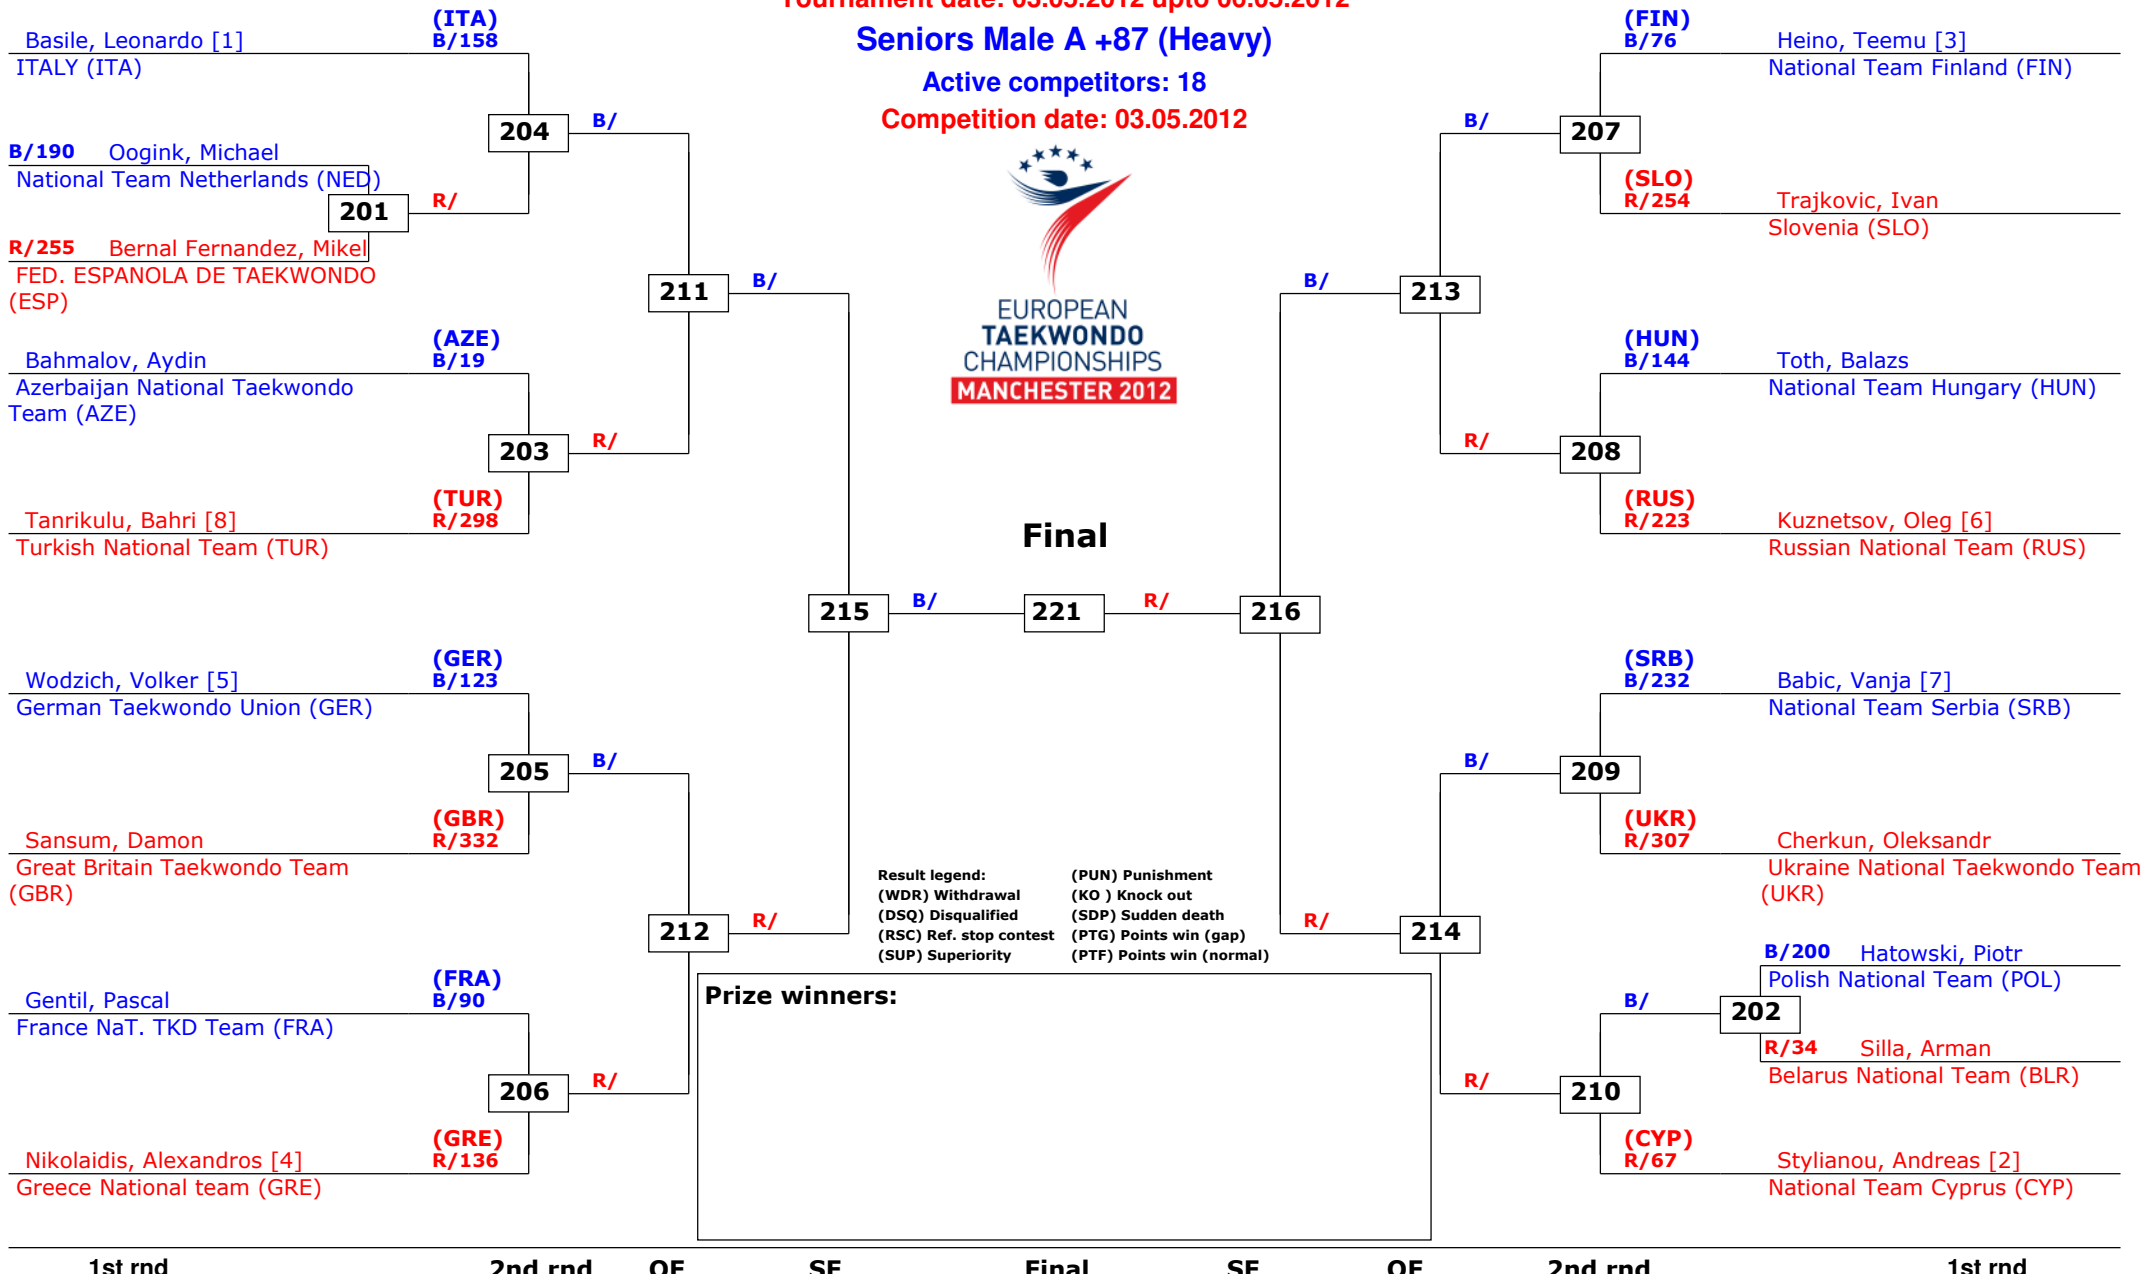 Tournament date: 03.05.2012 upto 06.05.2012
Seniors Male A +87 (Heavy)
Active competitors: 18
Competition date: 03.05.2012
EUROPEAN
TAEKWONDO
CHAMPIONSHIPS
MANCHESTER 2012
(ITA)
Basile, Leonardo [1] B/158
ITALY (ITA)
204 B/
B/190 Oogink, Michael
National Team Netherlands (NED)
201 R/
R/255 Bernal Fernandez, Mikel
FED. ESPANOLA DE TAEKWONDO
(ESP)
211 B/
(AZE)
Bahmalov, Aydin B/19
Azerbaijan National Taekwondo
Team (AZE)
203 R/
(TUR)
Tanrikulu, Bahri [8] R/298
Turkish National Team (TUR)
Final
215 B/ 221 R/ 216
(GER)
Wodzich, Volker [5] B/123
German Taekwondo Union (GER)
205 B/
(GBR)
Sansum, Damon R/332
Great Britain Taekwondo Team
(GBR)
212 R/
(FRA)
Gentil, Pascal B/90
France NaT. TKD Team (FRA)
206 R/
(GRE)
Nikolaidis, Alexandros [4] R/136
Greece National team (GRE)
(FIN)
B/76 Heino, Teemu [3]
National Team Finland (FIN)
B/ 207
(SLO)
R/254 Trajkovic, Ivan
Slovenia (SLO)
B/ 213
(HUN)
B/144 Toth, Balazs
National Team Hungary (HUN)
R/ 208
(RUS)
R/223 Kuznetsov, Oleg [6]
Russian National Team (RUS)
(SRB)
B/232 Babic, Vanja [7]
National Team Serbia (SRB)
B/ 209
(UKR)
R/307 Cherkun, Oleksandr
Ukraine National Taekwondo Team
(UKR)
R/ 214
B/200 Hatowski, Piotr
Polish National Team (POL)
B/ 202
R/34 Silla, Arman
Belarus National Team (BLR)
R/ 210
(CYP)
R/67 Stylianou, Andreas [2]
National Team Cyprus (CYP)
Result legend: (PUN) Punishment
(WDR) Withdrawal (KO ) Knock out
(DSQ) Disqualified (SDP) Sudden death
(RSC) Ref. stop contest (PTG) Points win (gap)
(SUP) Superiority (PTF) Points win (normal)
Prize winners:
1st rnd 2nd rnd QF SF Final SF QF 2nd rnd 1st rnd